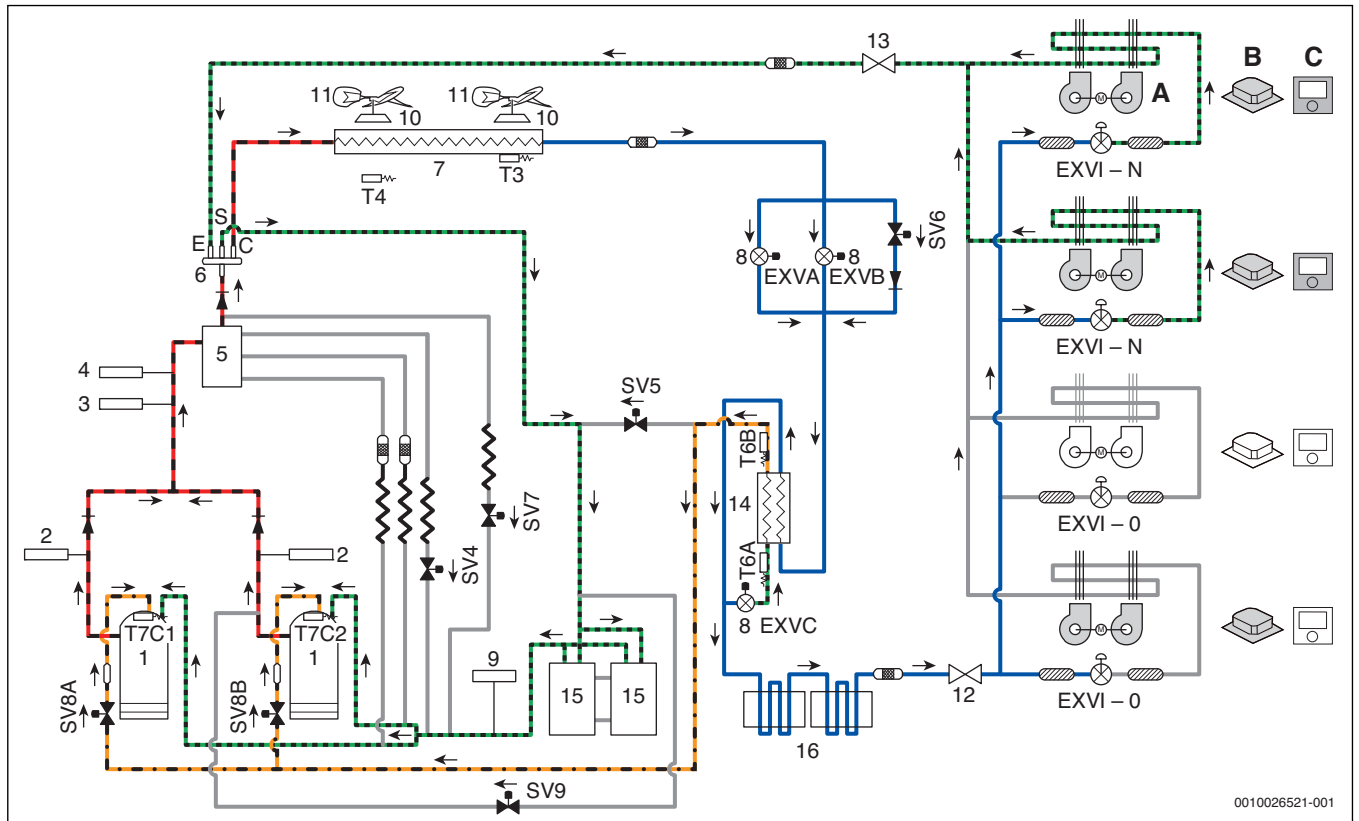 13
B C
11 11
10 10
A
M
7
T3
T4
EXVI – N
S
E C
6
8 EXVA
8 EXVB
SV6
M
EXVI – N
5
4
3
SV5
T6B
14
T6A
8 EXVC
M
EXVI – 0
SV7
SV4
2
2
T7C1
1
T7C2
1
SV8A
SV8B
9
15 15
16
12
M
EXVI – 0
SV9
0010026521-001